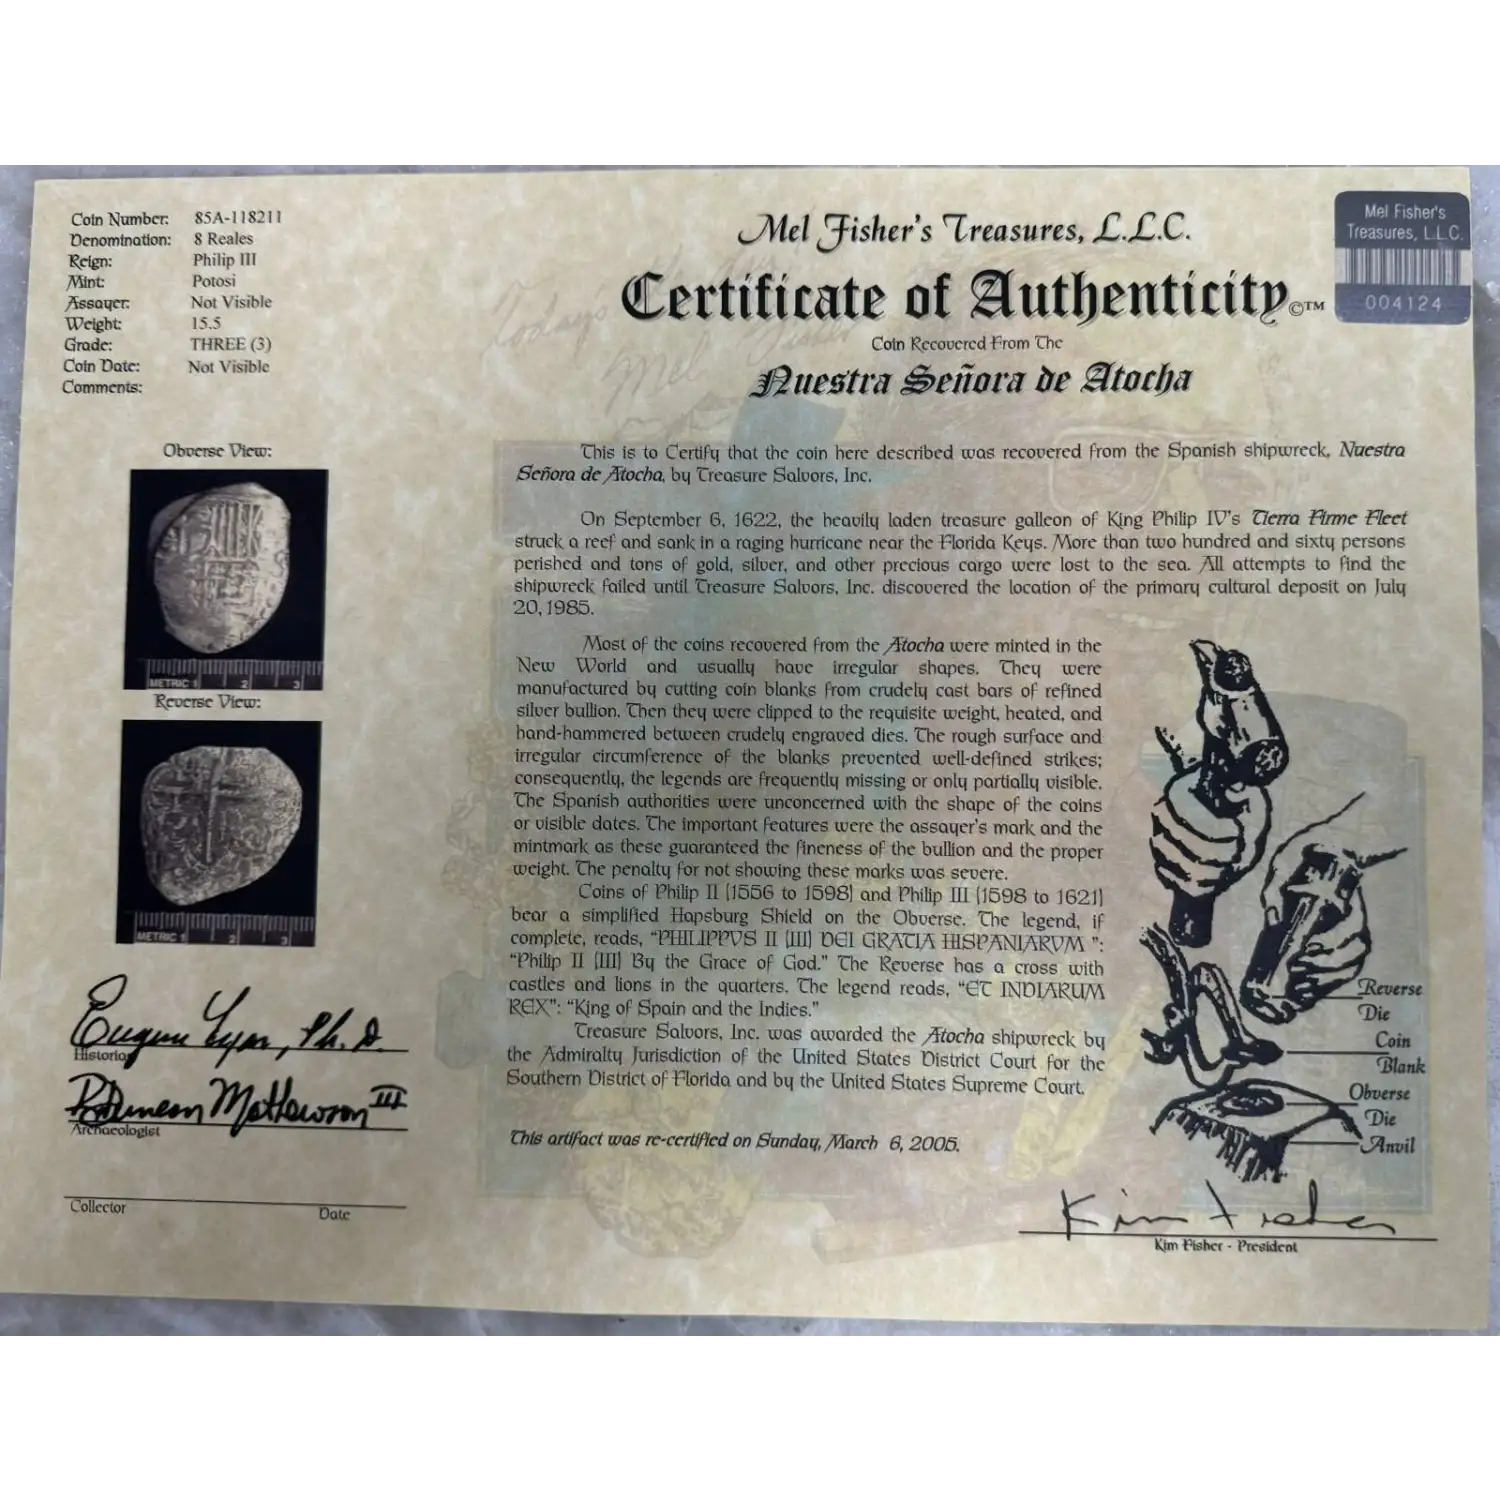 Coin Number: 85A-118211
Denomination: 8 Reales
Reign: Philip III
Mint: Potosi
Assayer: Not Visible
Weight: 15.5
Grade: THREE (3)
Coin Date: Not Visible
Comments:
Obverse View:
METRIC 1 2 3
Reverse View:
METRIC 1 2 3
Eugene Lyon, Ph.D.
Historian
R Duncan Mathewson III
Archaeologist
Collector Date
Mel Fisher's Treasures, L.L.C.
Certificate of Authenticity©™
Coin Recovered From The
Nuestra Señora de Atocha
Mel Fisher's
Treasures, L.L.C.
004124
Today's
Mel Fisher
This is to Certify that the coin here described was recovered from the Spanish shipwreck, Nuestra
Señora de Atocha, by Treasure Salvors, Inc.
On September 6, 1622, the heavily laden treasure galleon of King Philip IV's Tierra Firme Fleet
struck a reef and sank in a raging hurricane near the Florida Keys. More than two hundred and sixty persons
perished and tons of gold, silver, and other precious cargo were lost to the sea. All attempts to find the
shipwreck failed until Treasure Salvors, Inc. discovered the location of the primary cultural deposit on July
20, 1985.
Most of the coins recovered from the Atocha were minted in the
New World and usually have irregular shapes. They were
manufactured by cutting coin blanks from crudely cast bars of refined
silver bullion. Then they were clipped to the requisite weight, heated, and
hand-hammered between crudely engraved dies. The rough surface and
irregular circumference of the blanks prevented well-defined strikes;
consequently, the legends are frequently missing or only partially visible.
The Spanish authorities were unconcerned with the shape of the coins
or visible dates. The important features were the assayer's mark and the
mintmark as these guaranteed the fineness of the bullion and the proper
weight. The penalty for not showing these marks was severe.
Coins of Philip II (1556 to 1598) and Philip III (1598 to 1621)
bear a simplified Hapsburg Shield on the Obverse. The legend, if
complete, reads, "PHILIPPVS II (III) DEI GRATIA HISPANIARVM ":
"Philip II (III) By the Grace of God." The Reverse has a cross with
castles and lions in the quarters. The legend reads, "ET INDIARUM
REX": "King of Spain and the Indies."
Treasure Salvors, Inc. was awarded the Atocha shipwreck by
the Admiralty Jurisdiction of the United States District Court for the
Southern District of Florida and by the United States Supreme Court.
This artifact was re-certified on Sunday, March 6, 2005.
Reverse
Die
Coin
Blank
Obverse
Die
Anvil
Kim Fisher
Kim Fisher - President